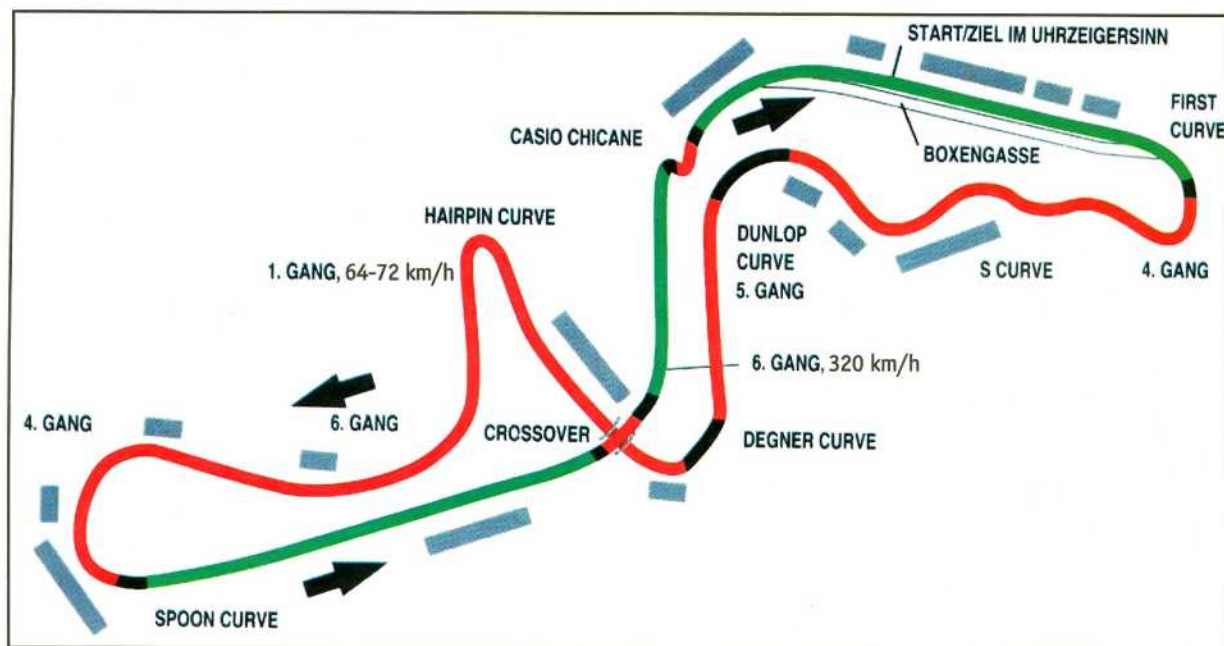 START/ZIEL IM UHRZEIGERSINN
FIRST
CURVE
CASIO CHICANE
BOXENGASSE
HAIRPIN CURVE
1. GANG, 64-72 km/h
DUNLOP
CURVE
5. GANG
S CURVE
4. GANG
6. GANG, 320 km/h
4. GANG
6. GANG
CROSSOVER
DEGNER CURVE
SPOON CURVE